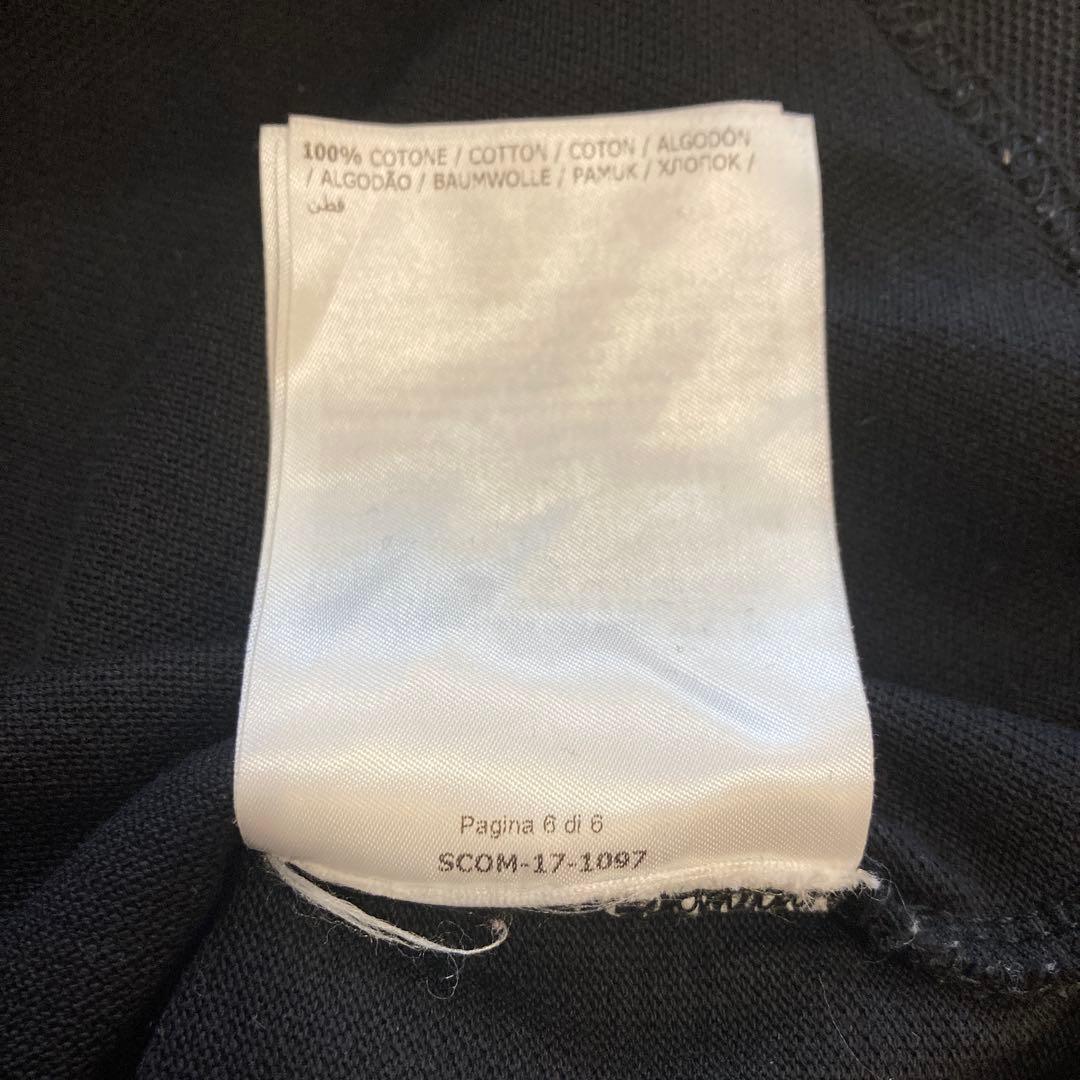 100% COTONE / COTTON / COTON / ALGODÓN
/ ALGODÃO / BAUMWOLLE / PAMUK / ХЛОПОК /
قطن
Pagina 6 di 6
SCOM-17-1097